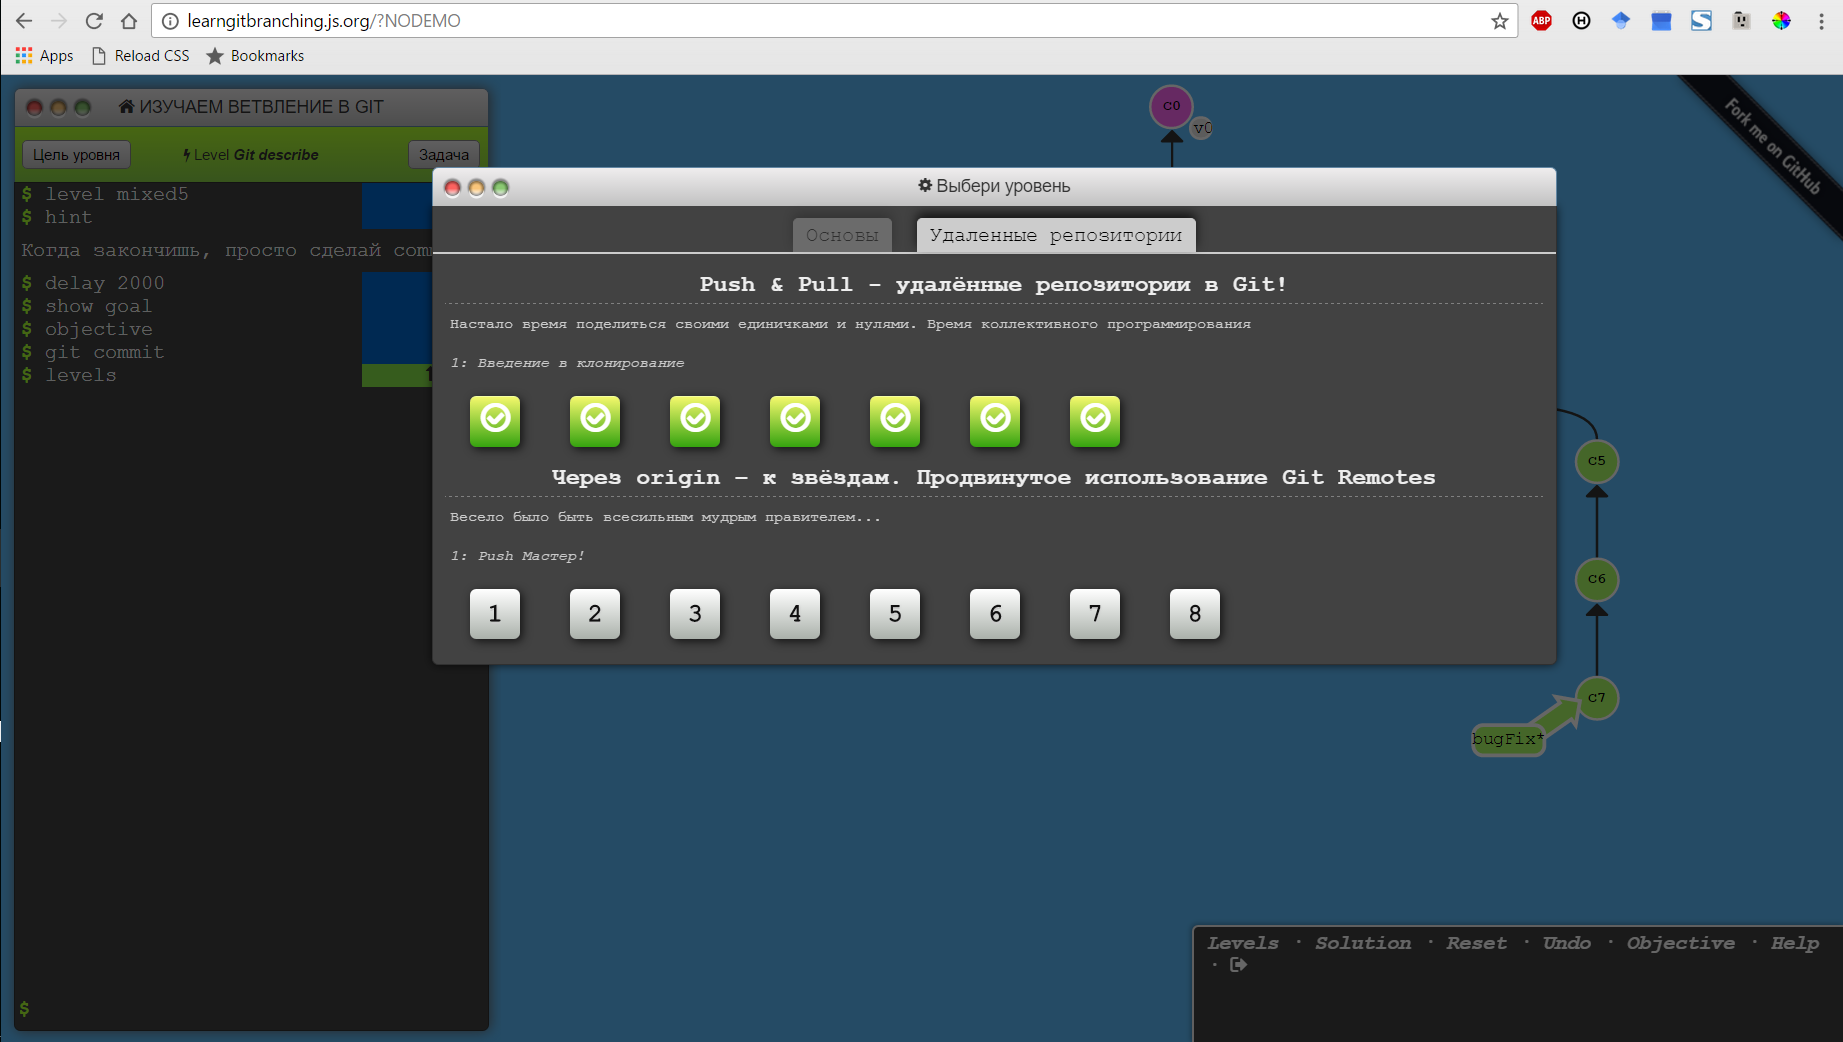 learngitbranching.js.org/?NODEMO
ABP
H
S
Apps
Reload CSS
Bookmarks
ИЗУЧАЕМ ВЕТВЛЕНИЕ В GIT
Цель уровня
Level Git describe
Задача
$ level mixed5
$ hint
Когда закончишь, просто сделай com
$ delay 2000
$ show goal
$ objective
$ git commit
$ levels
$
C0
v0
Fork me on GitHub
Выбери уровень
Основы
Удаленные репозитории
Push & Pull - удалённые репозитории в Git!
Настало время поделиться своими единичками и нулями. Время коллективного программирования
1: Введение в клонирование
Через origin – к звёздам. Продвинутое использование Git Remotes
Весело было быть всесильным мудрым правителем...
1: Push Мастер!
1 2 3 4 5 6 7 8
C5
C6
C7
bugFix*
Levels · Solution · Reset · Undo · Objective · Help
·